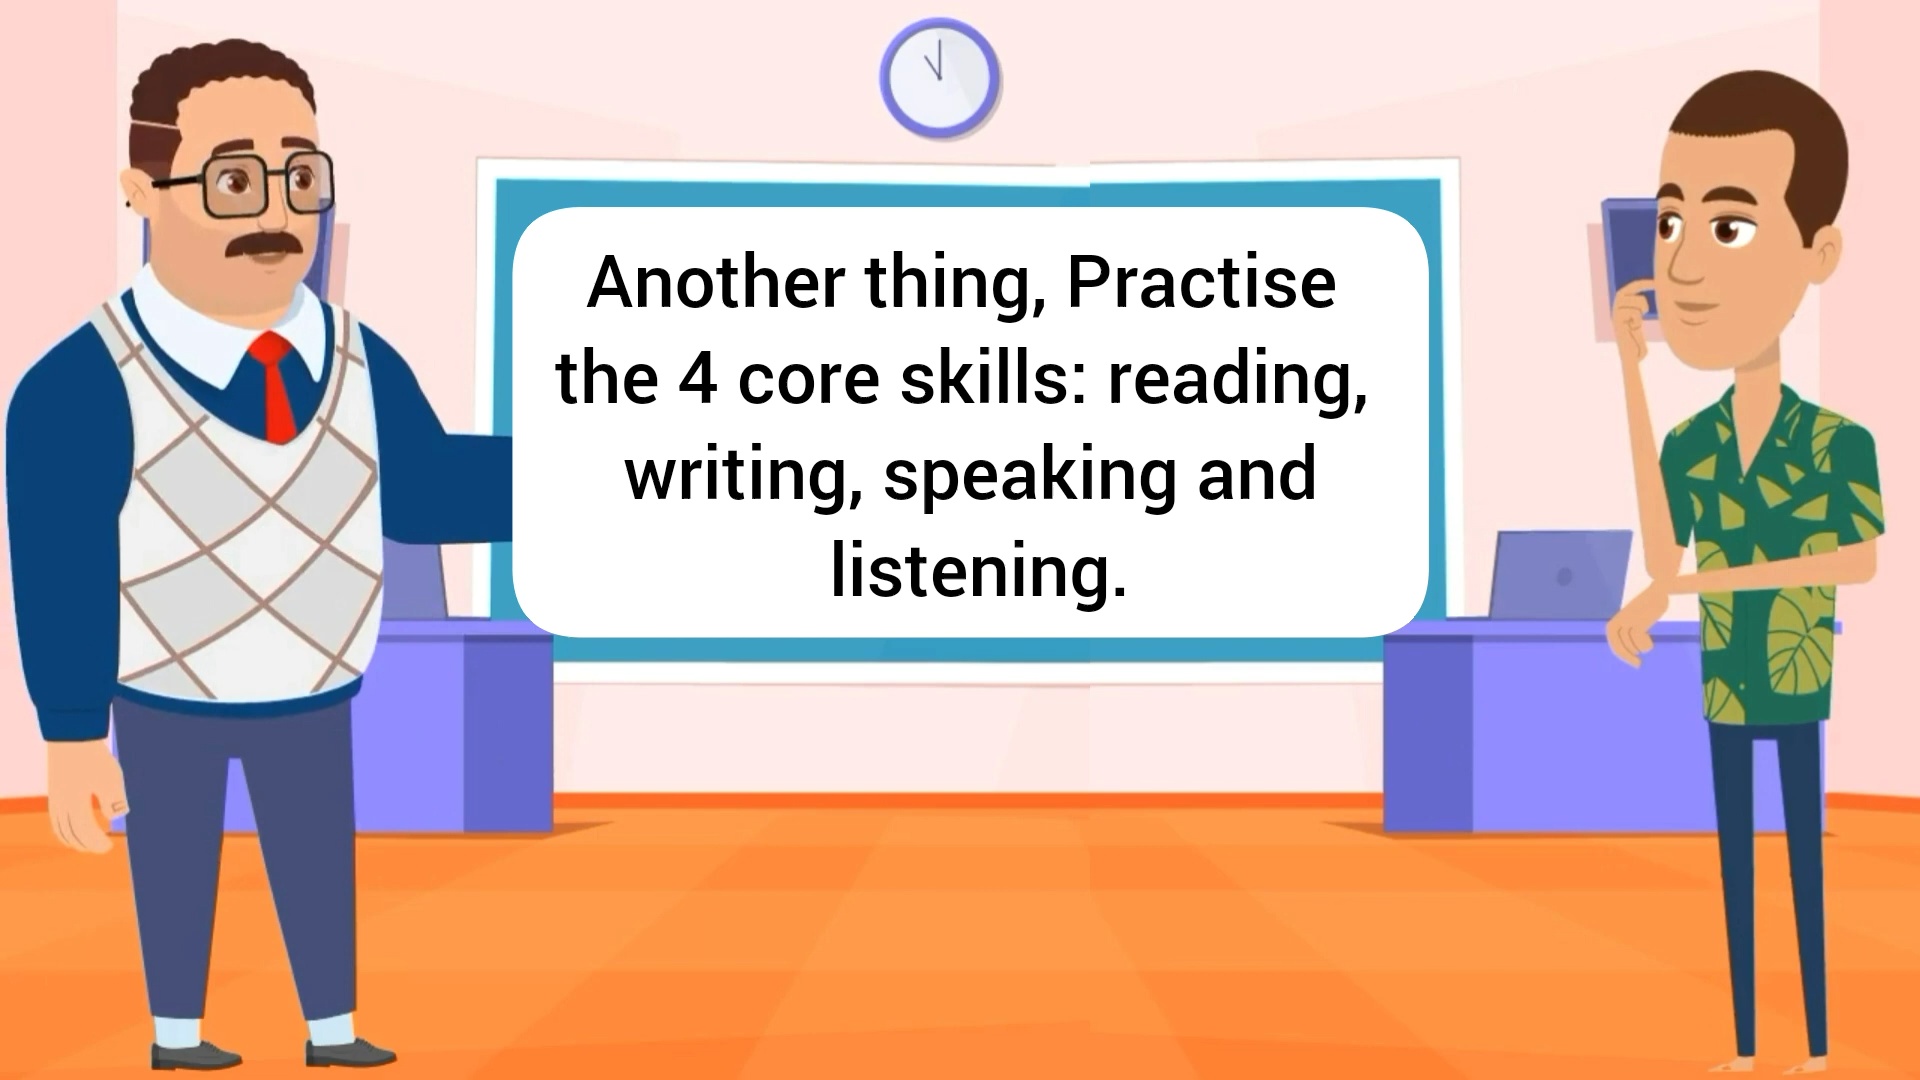 Another thing, Practise
the 4 core skills: reading,
writing, speaking and
listening.